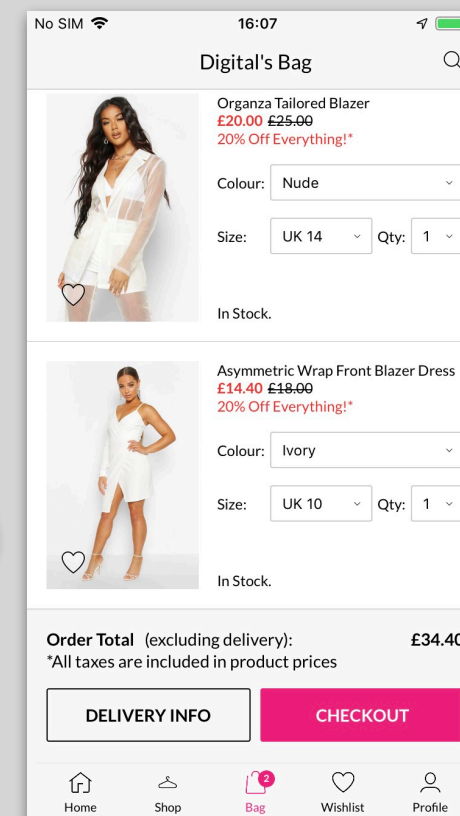 No SIM 16:07
Digital's Bag
Organza Tailored Blazer
£20.00 £25.00
20% Off Everything!*
Colour: Nude
Size: UK 14 Qty: 1
In Stock.
Asymmetric Wrap Front Blazer Dress
£14.40 £18.00
20% Off Everything!*
Colour: Ivory
Size: UK 10 Qty: 1
In Stock.
Order Total (excluding delivery): £34.40
*All taxes are included in product prices
DELIVERY INFO CHECKOUT
2
Home Shop Bag Wishlist Profile